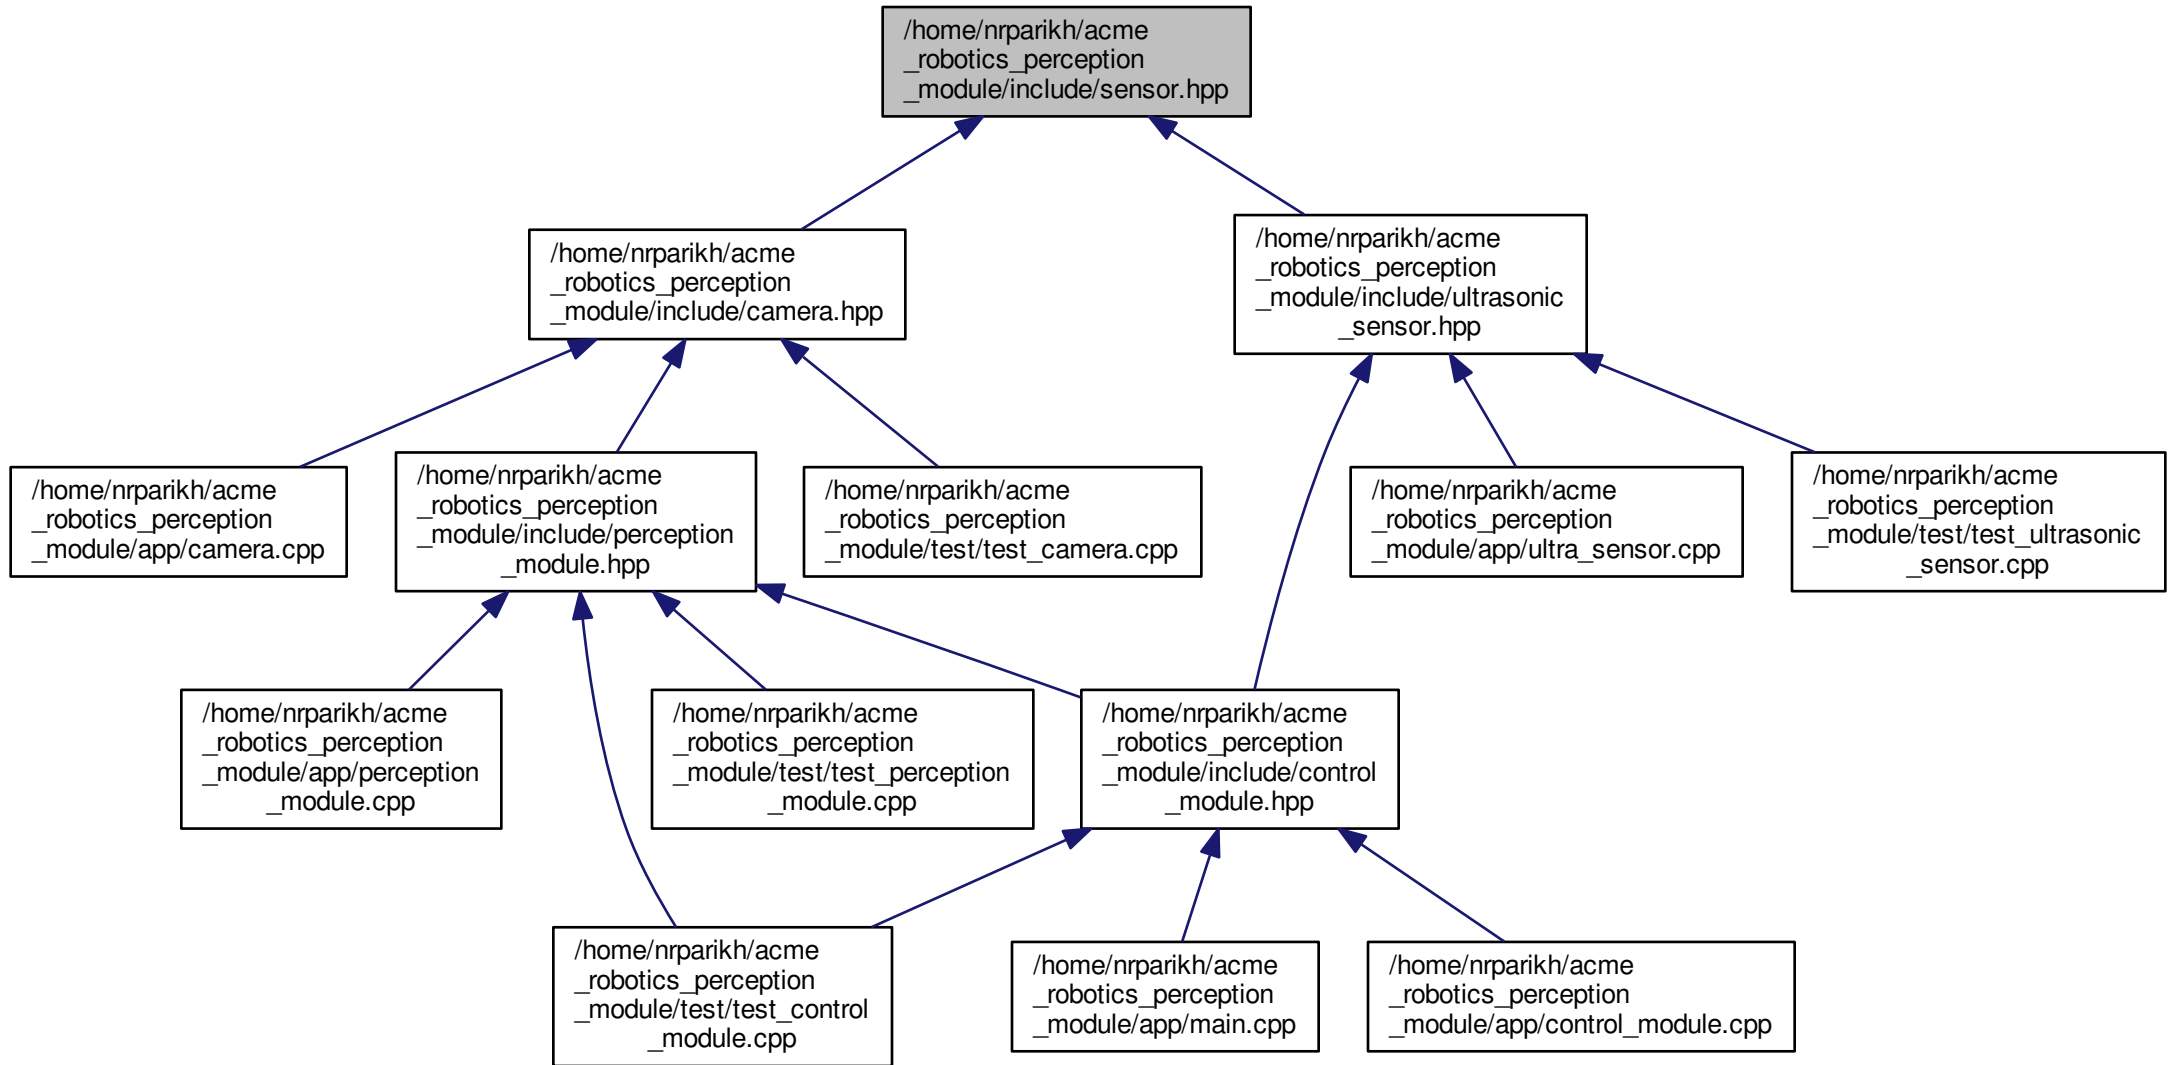 /home/nrparikh/acme
_robotics_perception
_module/include/sensor.hpp
/home/nrparikh/acme
_robotics_perception
_module/include/camera.hpp
/home/nrparikh/acme
_robotics_perception
_module/include/ultrasonic
_sensor.hpp
/home/nrparikh/acme
_robotics_perception
_module/app/camera.cpp
/home/nrparikh/acme
_robotics_perception
_module/include/perception
_module.hpp
/home/nrparikh/acme
_robotics_perception
_module/test/test_camera.cpp
/home/nrparikh/acme
_robotics_perception
_module/app/ultra_sensor.cpp
/home/nrparikh/acme
_robotics_perception
_module/test/test_ultrasonic
_sensor.cpp
/home/nrparikh/acme
_robotics_perception
_module/app/perception
_module.cpp
/home/nrparikh/acme
_robotics_perception
_module/test/test_perception
_module.cpp
/home/nrparikh/acme
_robotics_perception
_module/include/control
_module.hpp
/home/nrparikh/acme
_robotics_perception
_module/test/test_control
_module.cpp
/home/nrparikh/acme
_robotics_perception
_module/app/main.cpp
/home/nrparikh/acme
_robotics_perception
_module/app/control_module.cpp